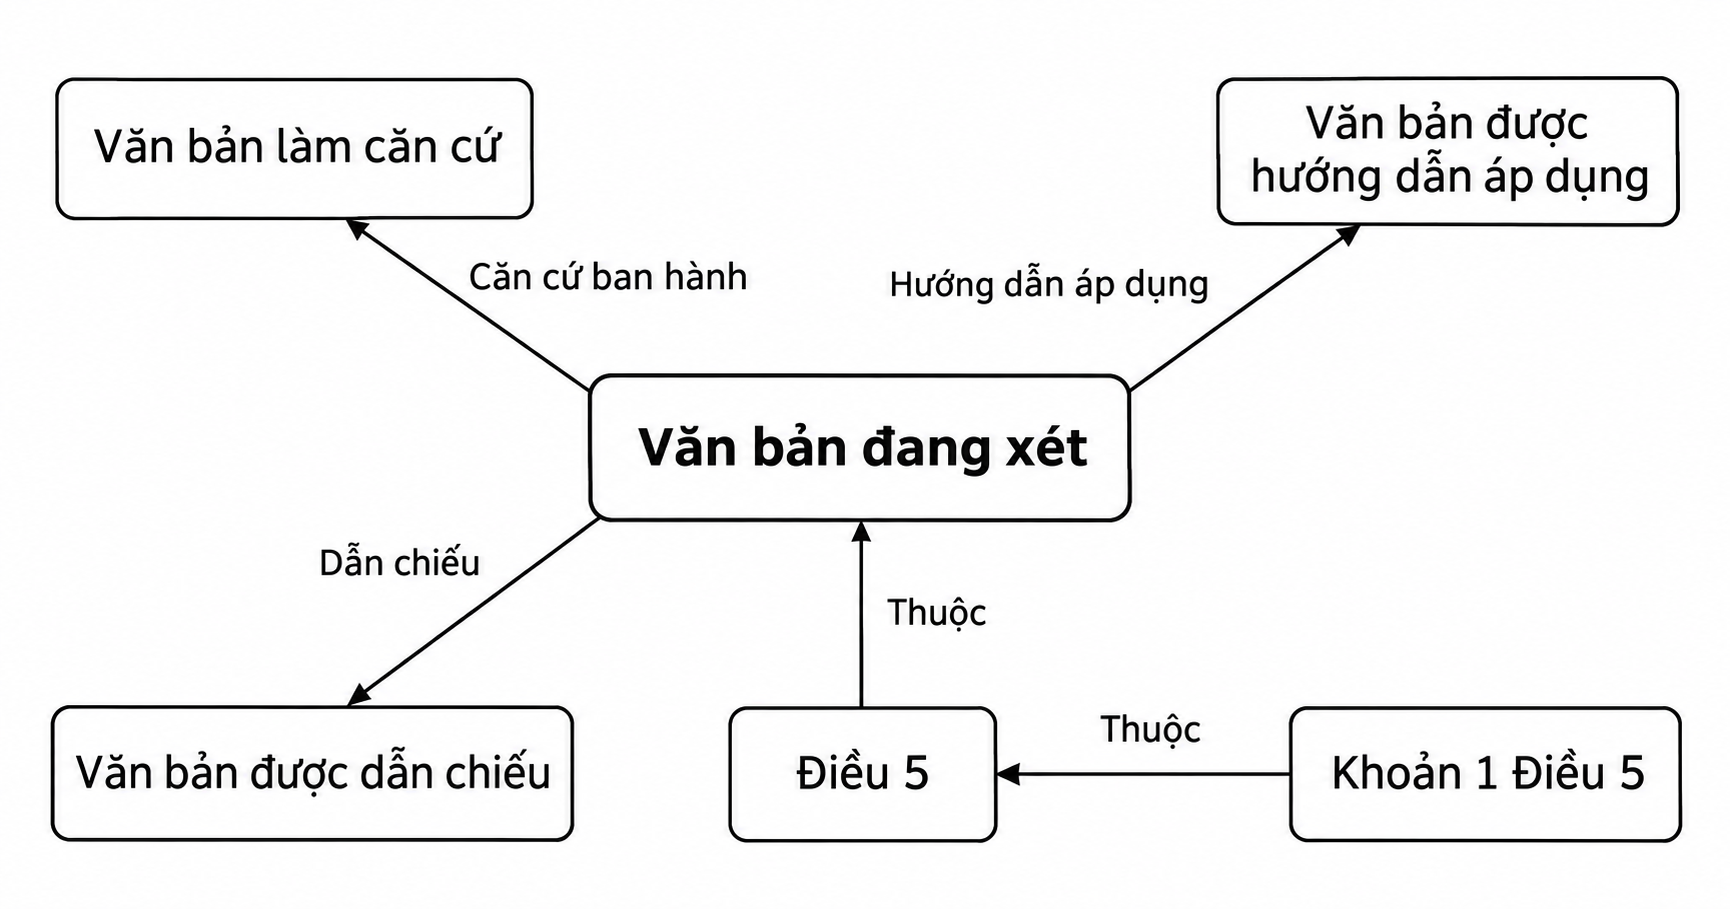 Văn bản làm căn cứ
Văn bản được
hướng dẫn áp dụng
Căn cứ ban hành
Hướng dẫn áp dụng
Văn bản đang xét
Dẫn chiếu
Thuộc
Văn bản được dẫn chiếu
Điều 5
Thuộc
Khoản 1 Điều 5